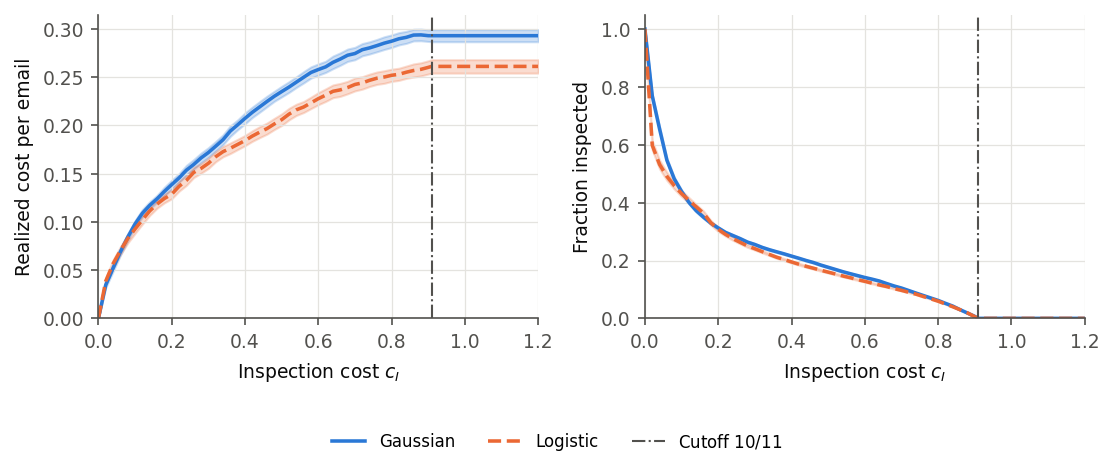 Realized cost per email
0.30
0.25
0.20
0.15
0.10
0.05
0.00
0.0 0.2 0.4 0.6 0.8 1.0 1.2
Inspection cost c_I
Fraction inspected
1.0
0.8
0.6
0.4
0.2
0.0
0.0 0.2 0.4 0.6 0.8 1.0 1.2
Inspection cost c_I
Gaussian Logistic Cutoff 10/11